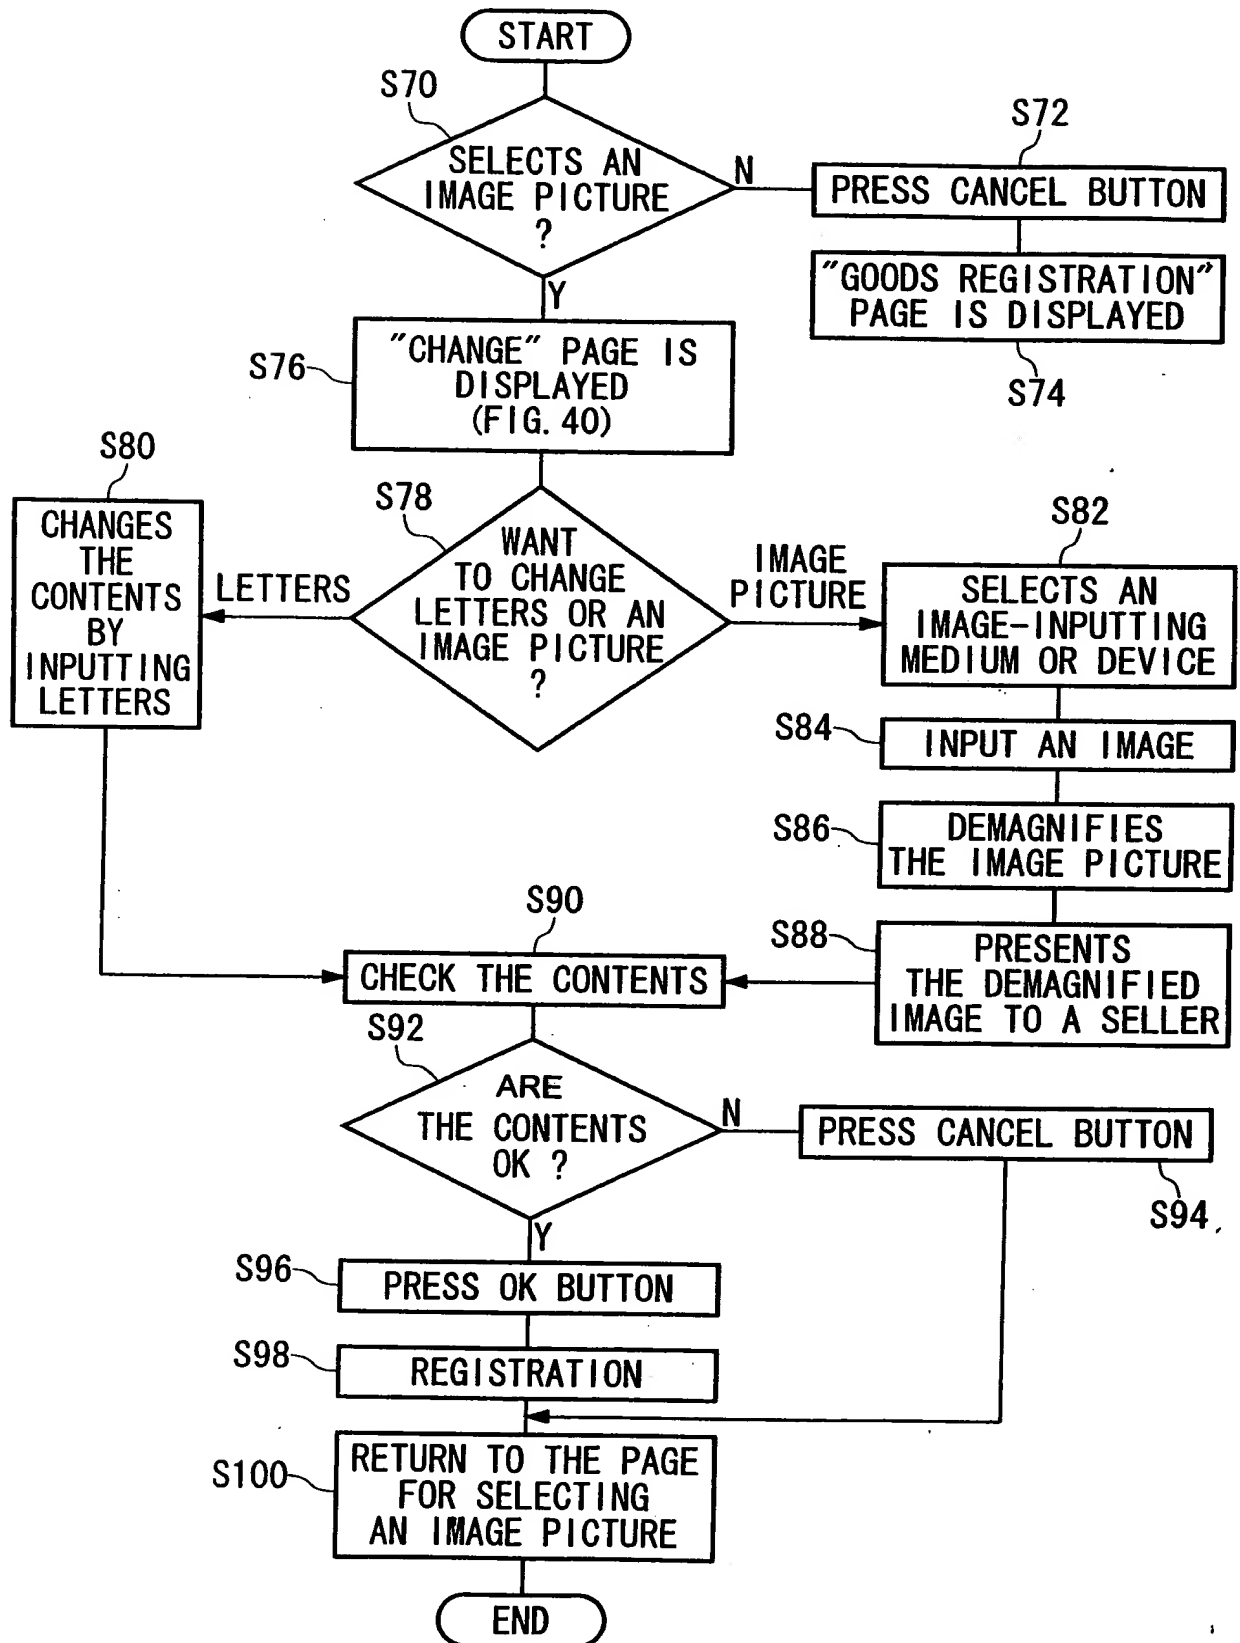 START
S70
SELECTS AN
IMAGE PICTURE
?
N
S72
PRESS CANCEL BUTTON
"GOODS REGISTRATION"
PAGE IS DISPLAYED
S74
Y
S76
"CHANGE" PAGE IS
DISPLAYED
(FIG. 40)
S78
WANT
TO CHANGE
LETTERS OR AN
IMAGE PICTURE
?
LETTERS
S80
CHANGES
THE
CONTENTS
BY
INPUTTING
LETTERS
IMAGE
PICTURE
S82
SELECTS AN
IMAGE-INPUTTING
MEDIUM OR DEVICE
S84
INPUT AN IMAGE
S86
DEMAGNIFIES
THE IMAGE PICTURE
S88
PRESENTS
THE DEMAGNIFIED
IMAGE TO A SELLER
S90
CHECK THE CONTENTS
S92
ARE
THE CONTENTS
OK ?
N
PRESS CANCEL BUTTON
S94
Y
S96
PRESS OK BUTTON
S98
REGISTRATION
S100
RETURN TO THE PAGE
FOR SELECTING
AN IMAGE PICTURE
END